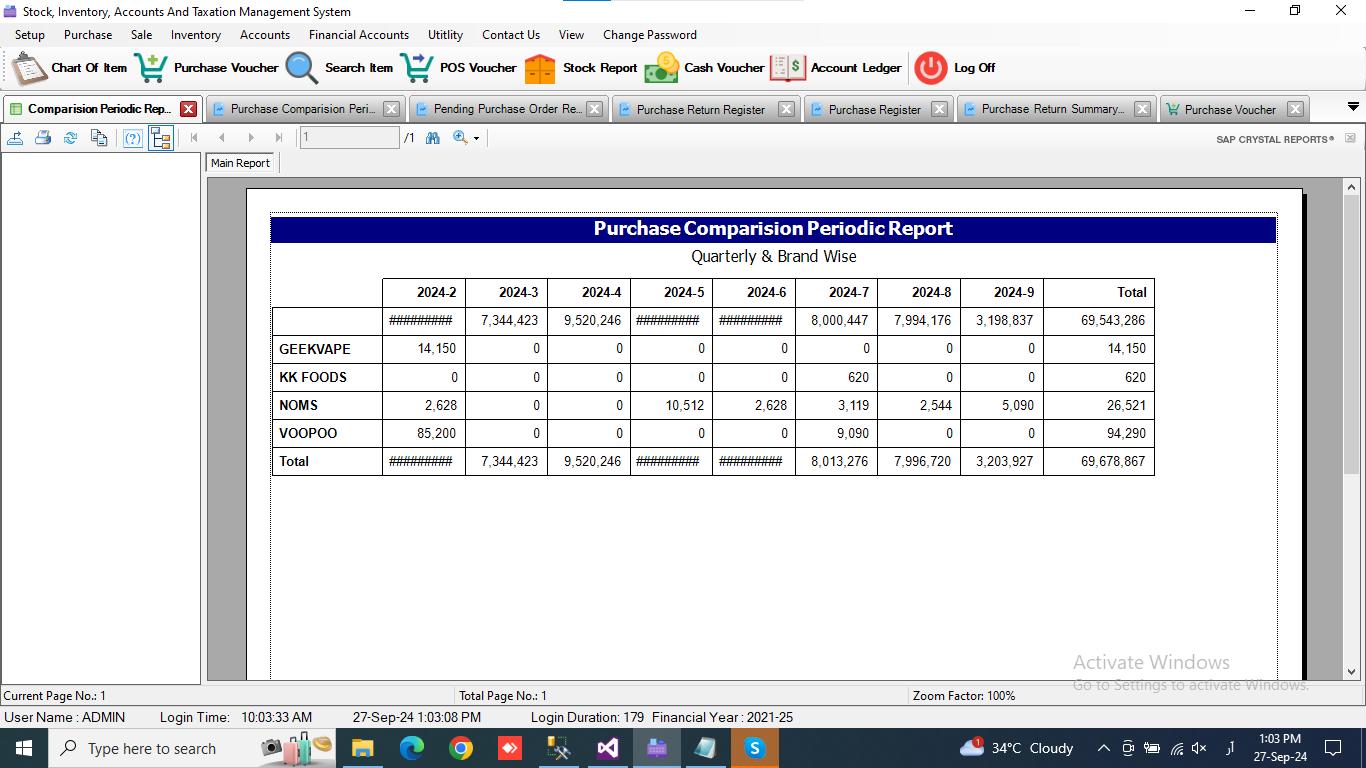 Stock, Inventory, Accounts And Taxation Management System
Setup Purchase Sale Inventory Accounts Financial Accounts Utitlity Contact Us View Change Password
Chart Of Item Purchase Voucher Search Item POS Voucher Stock Report Cash Voucher Account Ledger Log Off
Comparision Periodic Rep... Purchase Comparision Peri... Pending Purchase Order Re... Purchase Return Register Purchase Register Purchase Return Summary... Purchase Voucher
1 /1 SAP CRYSTAL REPORTS®
Main Report
Purchase Comparision Periodic Report
Quarterly & Brand Wise
2024-2 2024-3 2024-4 2024-5 2024-6 2024-7 2024-8 2024-9 Total
######### 7,344,423 9,520,246 ######### ######### 8,000,447 7,994,176 3,198,837 69,543,286
GEEKVAPE 14,150 0 0 0 0 0 0 0 14,150
KK FOODS 0 0 0 0 0 620 0 0 620
NOMS 2,628 0 0 10,512 2,628 3,119 2,544 5,090 26,521
VOOPOO 85,200 0 0 0 0 9,090 0 0 94,290
Total ######### 7,344,423 9,520,246 ######### ######### 8,013,276 7,996,720 3,203,927 69,678,867
Activate Windows
Go to Settings to activate Windows.
Current Page No.: 1 Total Page No.: 1 Zoom Factor: 100%
User Name : ADMIN Login Time: 10:03:33 AM 27-Sep-24 1:03:08 PM Login Duration: 179 Financial Year : 2021-25
Type here to search 34°C Cloudy 1:03 PM
27-Sep-24